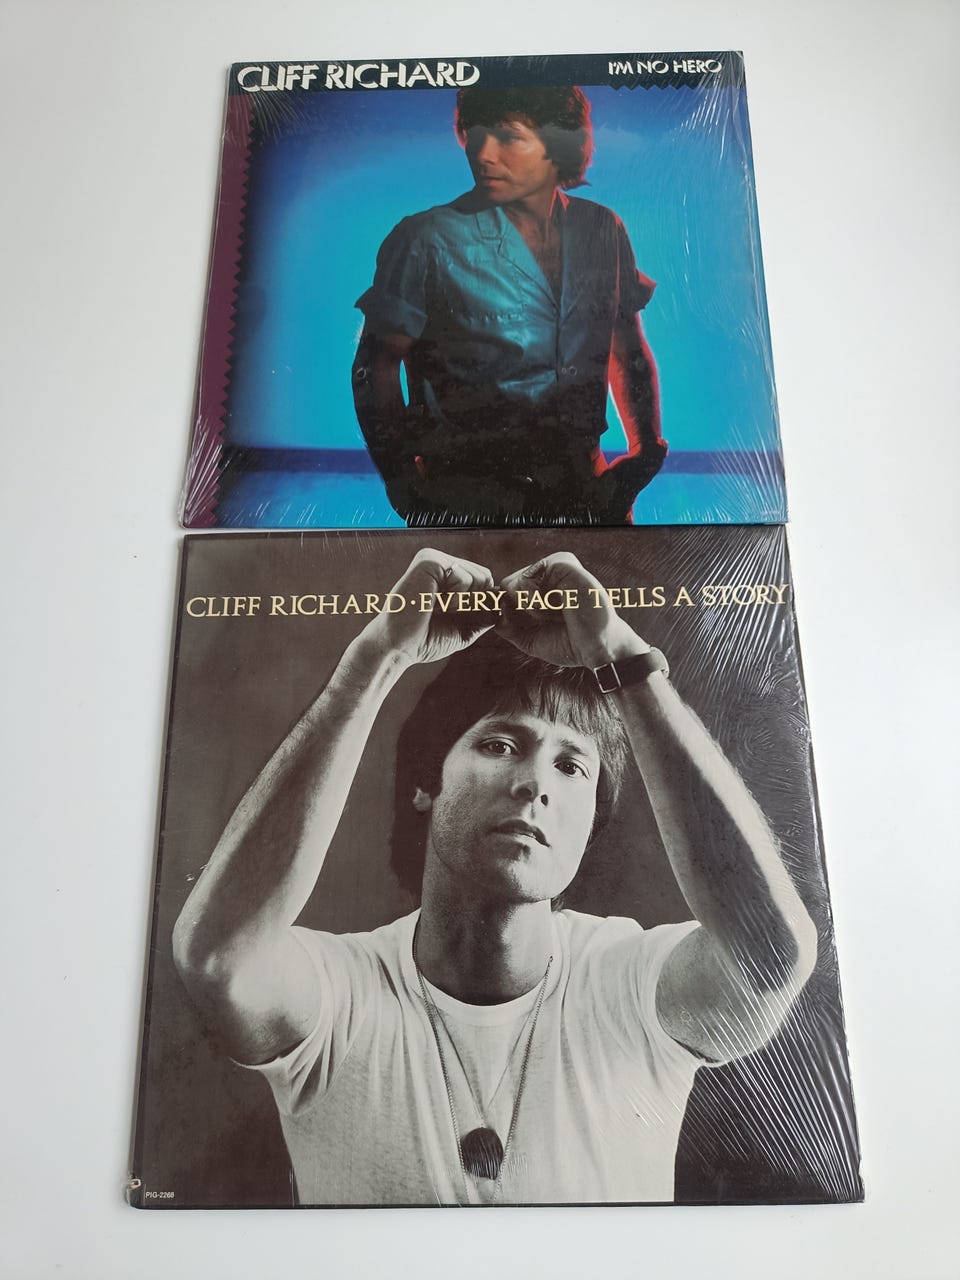 CLIFF RICHARD I'M NO HERO
CLIFF RICHARD·EVERY FACE TELLS A STORY
PIG-2268